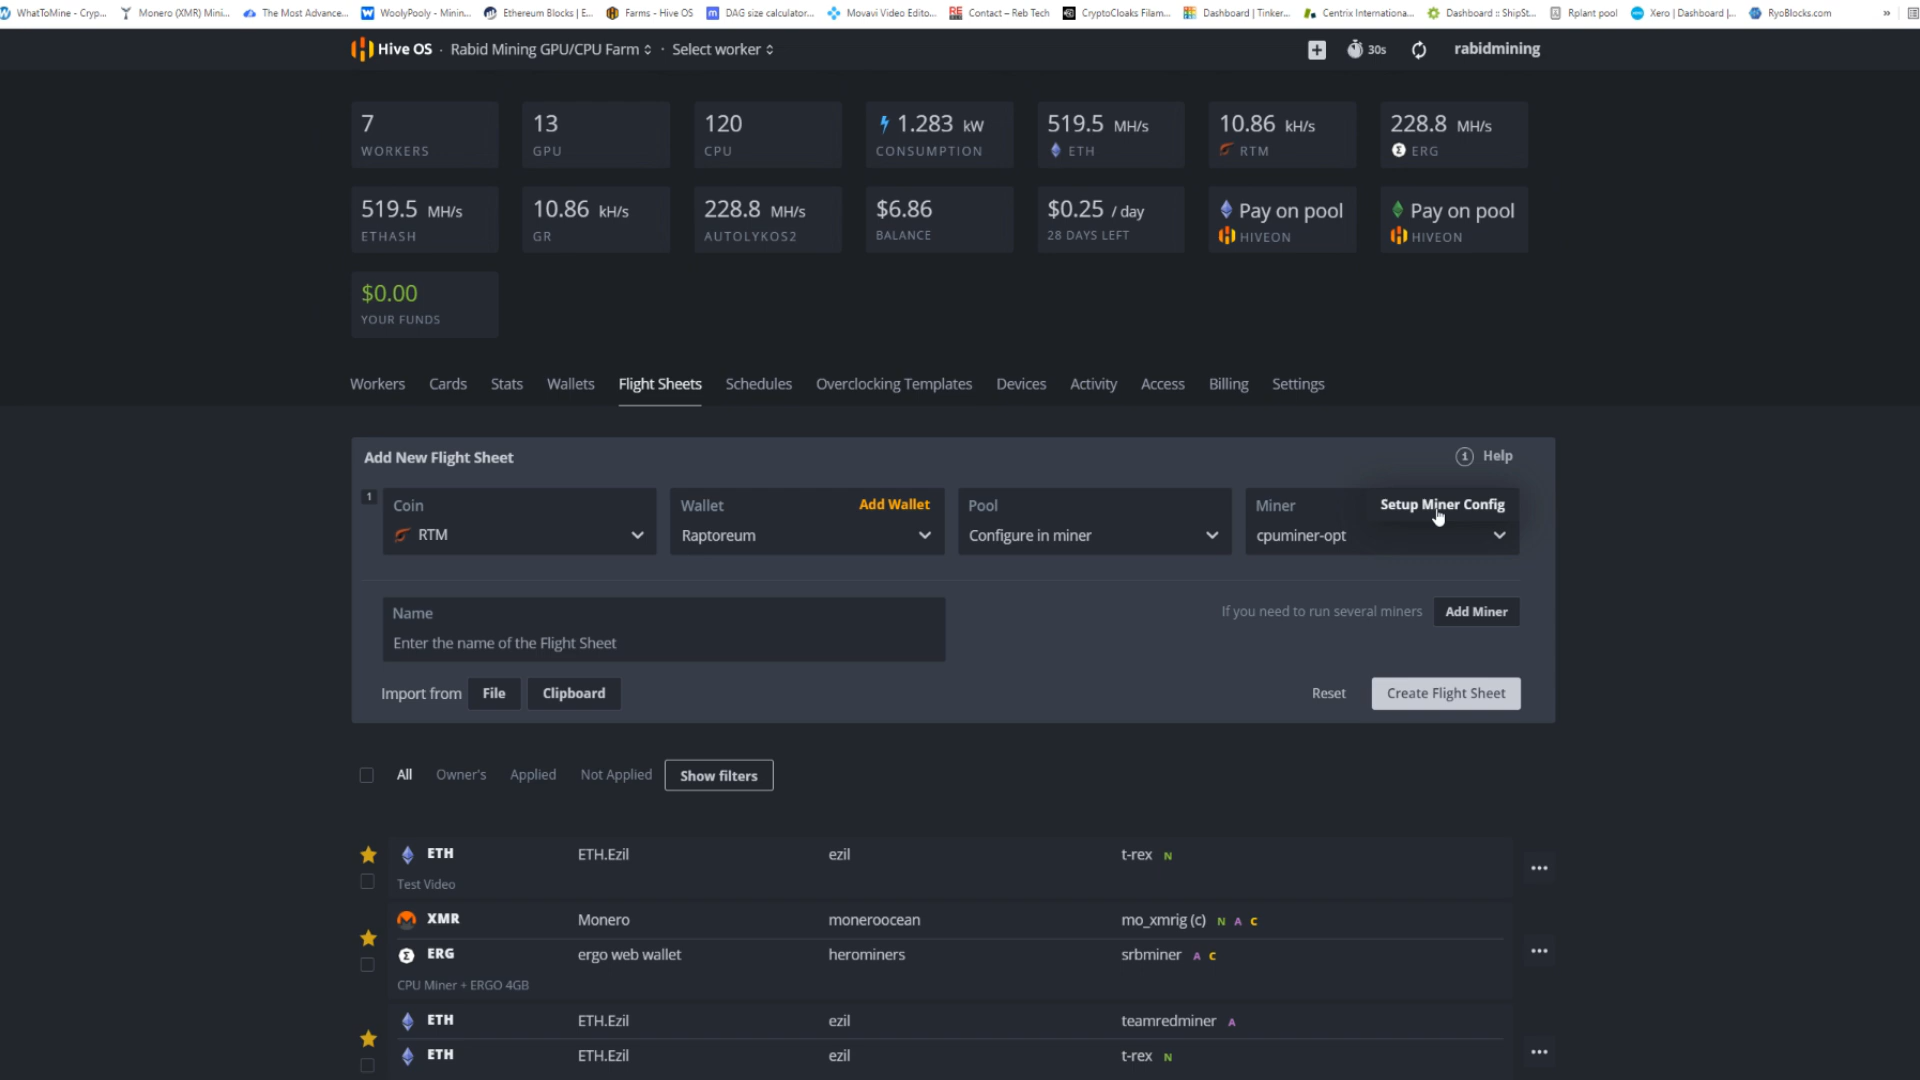 WhatToMine - Cryp... Monero (XMR) Mini... The Most Advance... WoolyPooly - Minin... Ethereum Blocks | E... Farms - Hive OS DAG size calculator... Movavi Video Edito... Contact – Reb Tech CryptoCloaks Filam... Dashboard | Tinker... Centrix Internationa... Dashboard :: ShipSt... Rplant pool Xero | Dashboard |... RyoBlocks.com »
Hive OS · Rabid Mining GPU/CPU Farm · Select worker
30s rabidmining
7
WORKERS
13
GPU
120
CPU
1.283 kW
CONSUMPTION
519.5 MH/s
ETH
10.86 kH/s
RTM
228.8 MH/s
ERG
519.5 MH/s
ETHASH
10.86 kH/s
GR
228.8 MH/s
AUTOLYKOS2
$6.86
BALANCE
$0.25 / day
28 DAYS LEFT
Pay on pool
HIVEON
Pay on pool
HIVEON
$0.00
YOUR FUNDS
Workers Cards Stats Wallets Flight Sheets Schedules Overclocking Templates Devices Activity Access Billing Settings
Add New Flight Sheet
Help
1
Coin
RTM
Wallet Add Wallet
Raptoreum
Pool
Configure in miner
Miner Setup Miner Config
cpuminer-opt
Name
Enter the name of the Flight Sheet
If you need to run several miners Add Miner
Import from File Clipboard
Reset Create Flight Sheet
All Owner's Applied Not Applied Show filters
ETH ETH.Ezil ezil t-rex N
Test Video
XMR Monero moneroocean mo_xmrig (c) N A C
ERG ergo web wallet herominers srbminer A C
CPU Miner + ERGO 4GB
ETH ETH.Ezil ezil teamredminer A
ETH ETH.Ezil ezil t-rex N